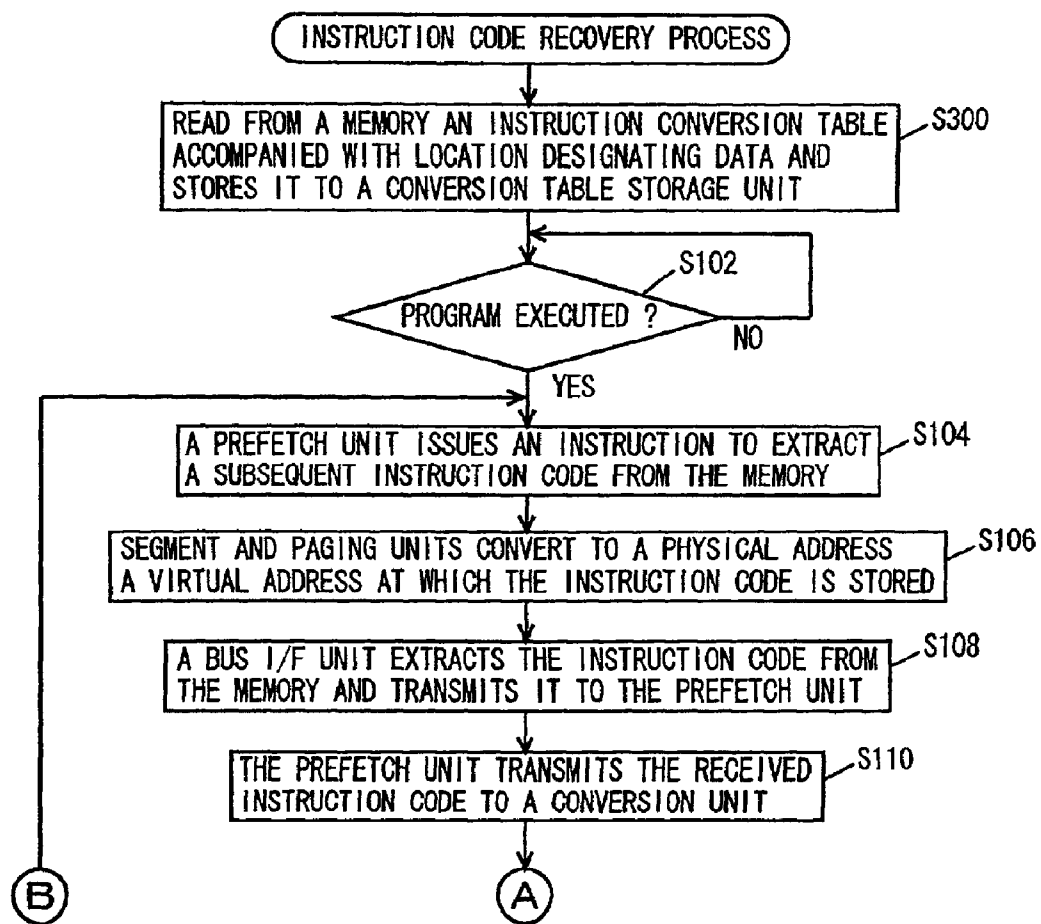 INSTRUCTION CODE RECOVERY PROCESS
READ FROM A MEMORY AN INSTRUCTION CONVERSION TABLE
ACCOMPANIED WITH LOCATION DESIGNATING DATA AND
STORES IT TO A CONVERSION TABLE STORAGE UNIT
S300
S102
PROGRAM EXECUTED ?
NO
YES
A PREFETCH UNIT ISSUES AN INSTRUCTION TO EXTRACT
A SUBSEQUENT INSTRUCTION CODE FROM THE MEMORY
S104
SEGMENT AND PAGING UNITS CONVERT TO A PHYSICAL ADDRESS
A VIRTUAL ADDRESS AT WHICH THE INSTRUCTION CODE IS STORED
S106
A BUS I/F UNIT EXTRACTS THE INSTRUCTION CODE FROM
THE MEMORY AND TRANSMITS IT TO THE PREFETCH UNIT
S108
THE PREFETCH UNIT TRANSMITS THE RECEIVED
INSTRUCTION CODE TO A CONVERSION UNIT
S110
B
A